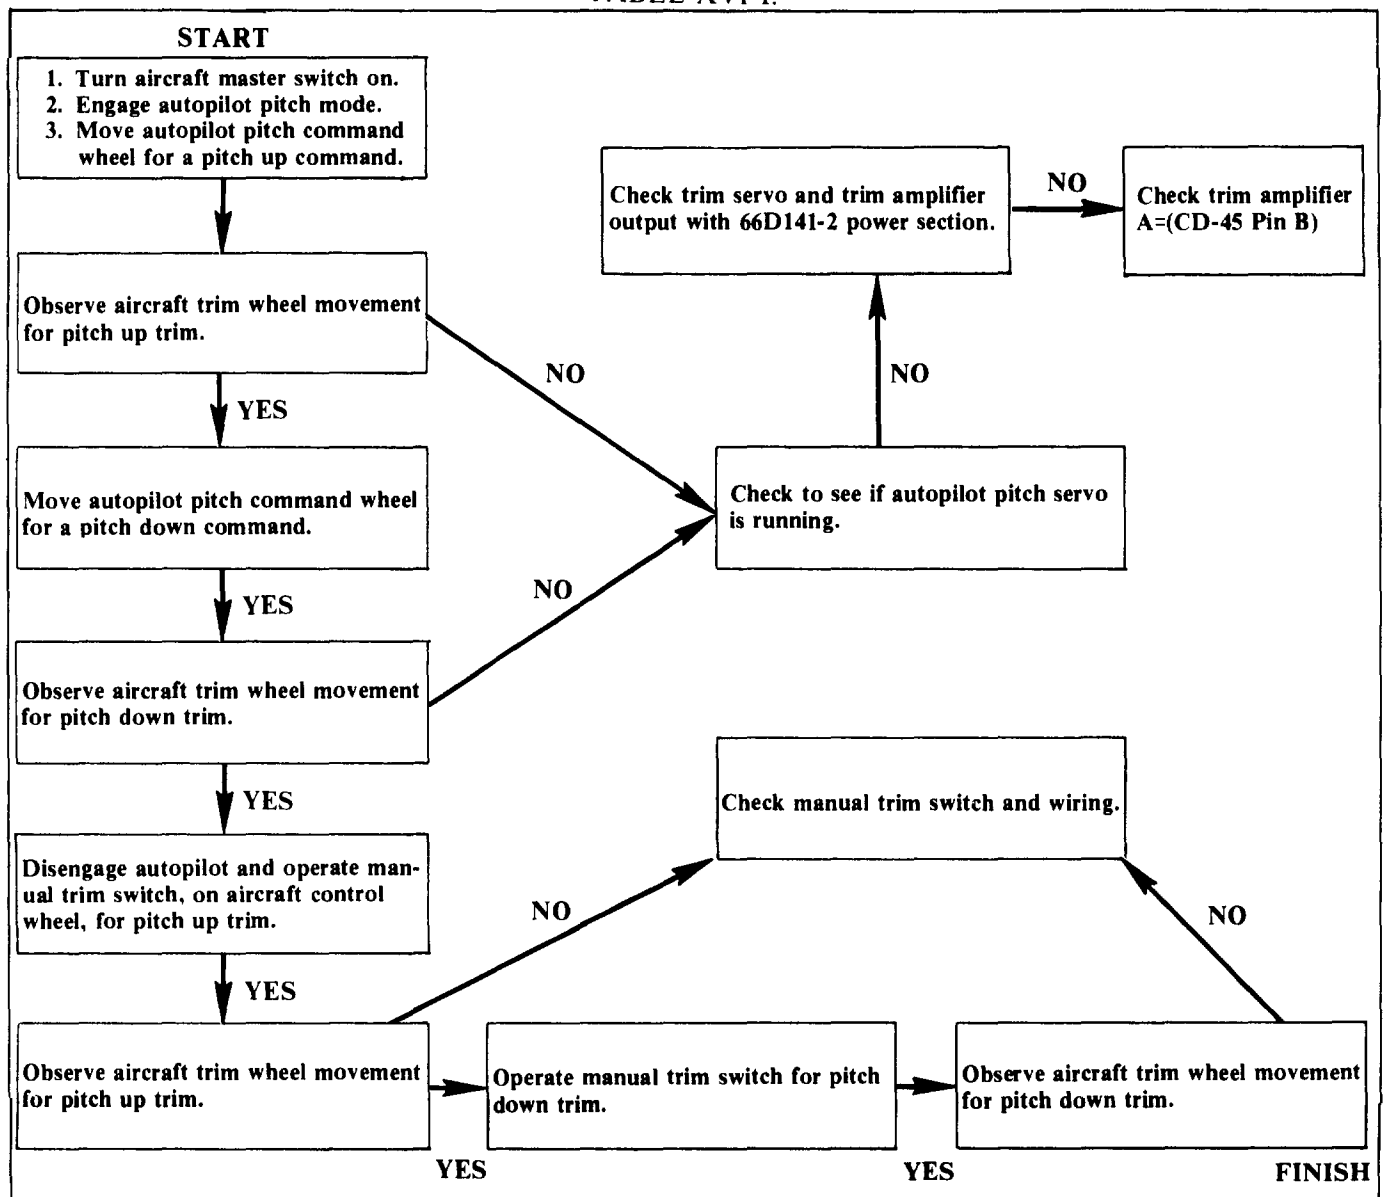 START
1. Turn aircraft master switch on.
2. Engage autopilot pitch mode.
3. Move autopilot pitch command
wheel for a pitch up command.
Check trim servo and trim amplifier
output with 66D141-2 power section.
NO
Check trim amplifier
A=(CD-45 Pin B)
Observe aircraft trim wheel movement
for pitch up trim.
NO
NO
YES
Move autopilot pitch command wheel
for a pitch down command.
Check to see if autopilot pitch servo
is running.
YES
NO
Observe aircraft trim wheel movement
for pitch down trim.
YES
Check manual trim switch and wiring.
Disengage autopilot and operate man-
ual trim switch, on aircraft control
wheel, for pitch up trim.
NO
NO
YES
Observe aircraft trim wheel movement
for pitch up trim.
Operate manual trim switch for pitch
down trim.
Observe aircraft trim wheel movement
for pitch down trim.
YES
YES
FINISH